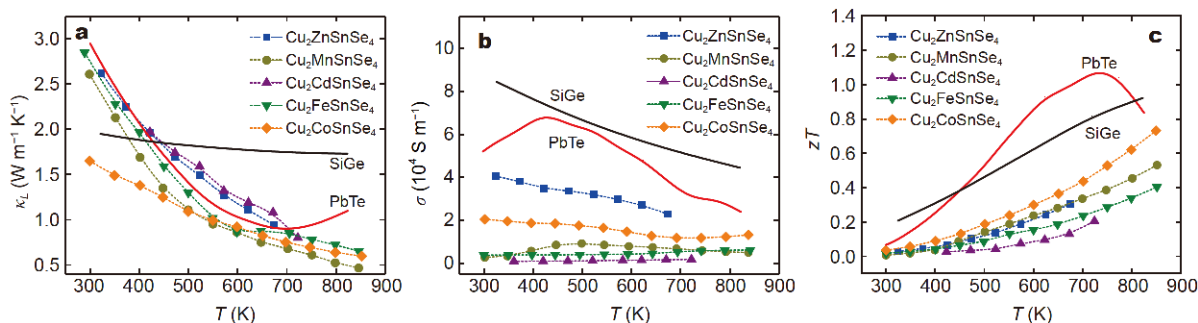 a
3.0
2.5
2.0
1.5
1.0
0.5
κL (W m⁻¹ K⁻¹)
Cu₂ZnSnSe₄
Cu₂MnSnSe₄
Cu₂CdSnSe₄
Cu₂FeSnSe₄
Cu₂CoSnSe₄
SiGe
PbTe
200 300 400 500 600 700 800 900
T (K)
b
10
8
6
4
2
0
σ (10⁴ S m⁻¹)
Cu₂ZnSnSe₄
Cu₂MnSnSe₄
Cu₂CdSnSe₄
Cu₂FeSnSe₄
Cu₂CoSnSe₄
SiGe
PbTe
200 300 400 500 600 700 800 900
T (K)
c
1.4
1.2
1.0
0.8
0.6
0.4
0.2
0.0
zT
Cu₂ZnSnSe₄
Cu₂MnSnSe₄
Cu₂CdSnSe₄
Cu₂FeSnSe₄
Cu₂CoSnSe₄
PbTe
SiGe
200 300 400 500 600 700 800 900
T (K)